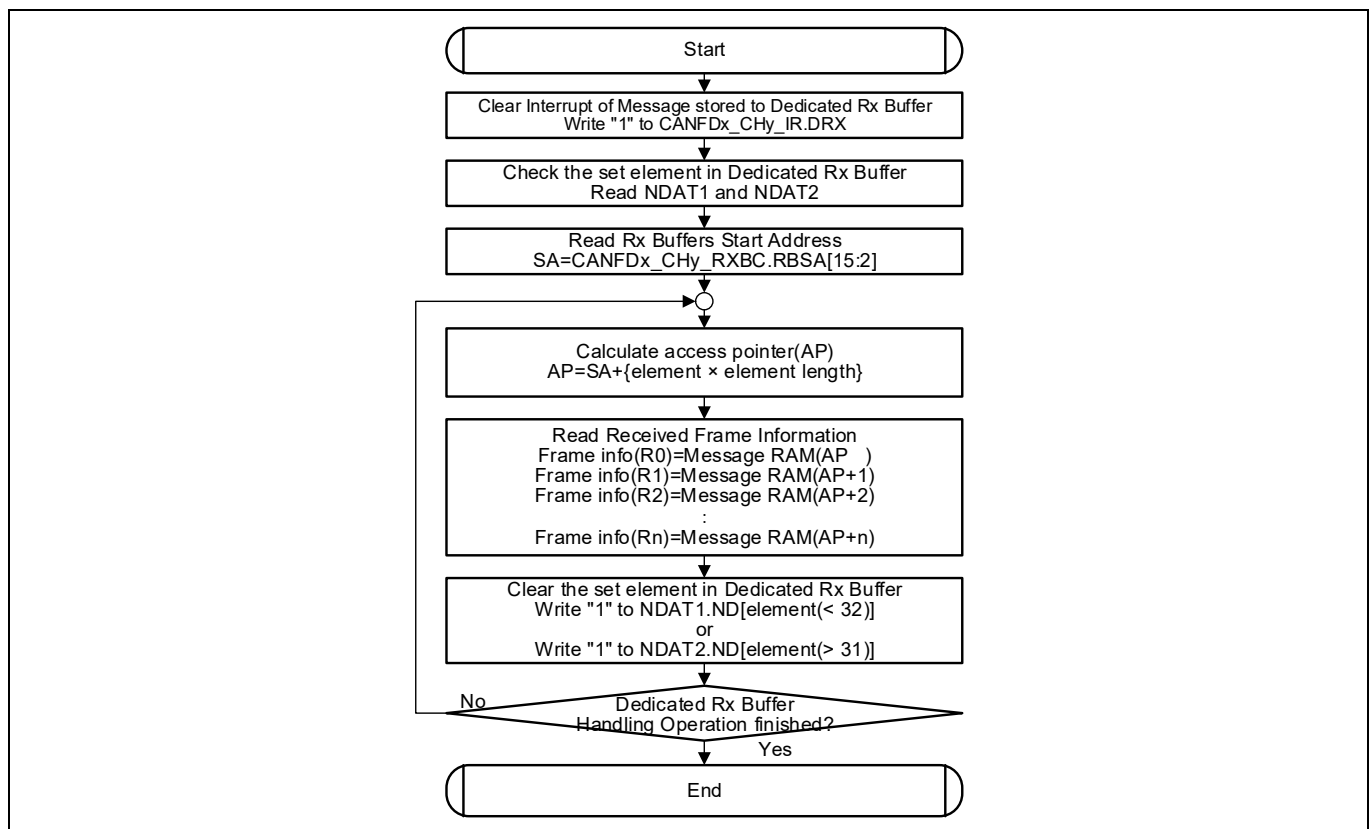 Start
Clear Interrupt of Message stored to Dedicated Rx Buffer
Write "1" to CANFDx_CHy_IR.DRX
Check the set element in Dedicated Rx Buffer
Read NDAT1 and NDAT2
Read Rx Buffers Start Address
SA=CANFDx_CHy_RXBC.RBSA[15:2]
Calculate access pointer(AP)
AP=SA+{element × element length}
Read Received Frame Information
Frame info(R0)=Message RAM(AP   )
Frame info(R1)=Message RAM(AP+1)
Frame info(R2)=Message RAM(AP+2)
:
Frame info(Rn)=Message RAM(AP+n)
Clear the set element in Dedicated Rx Buffer
Write "1" to NDAT1.ND[element(< 32)]
or
Write "1" to NDAT2.ND[element(> 31)]
No
Dedicated Rx Buffer
Handling Operation finished?
Yes
End